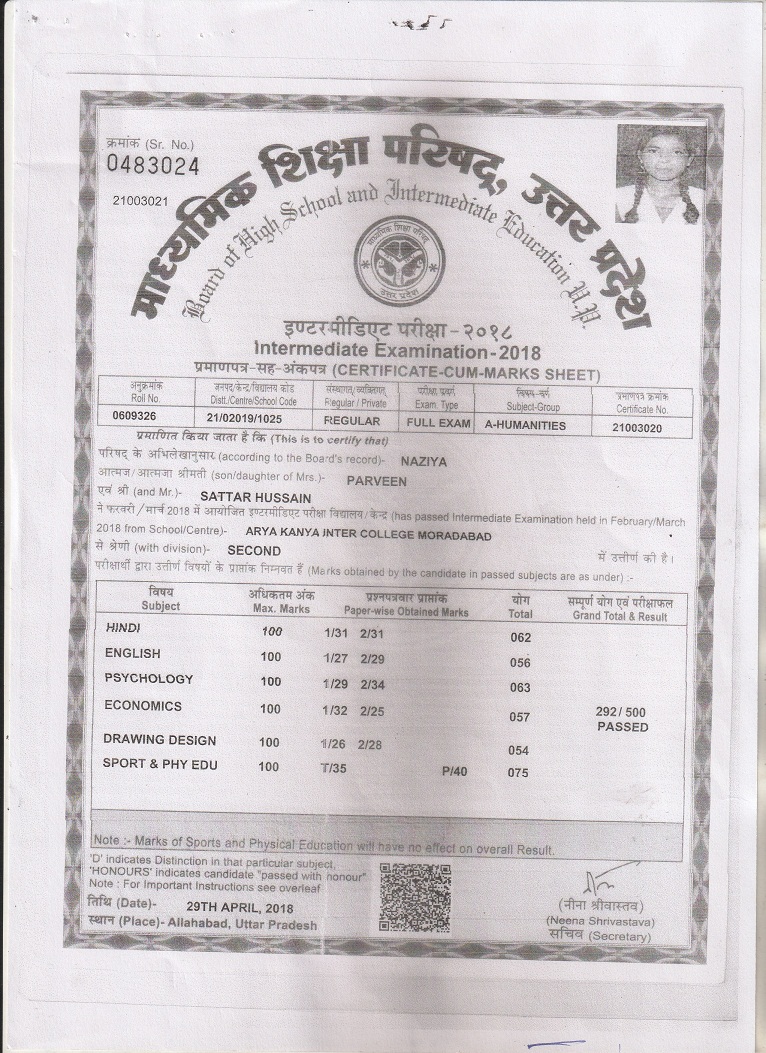 क्रमांक (Sr. No.)
0483024
21003021
माध्यमिक शिक्षा परिषद्, उत्तर प्रदेश
Board of High School and Intermediate Education U.P.
माध्यमिक शिक्षा परिषद्
उत्तर प्रदेश
इण्टरमीडिएट परीक्षा - २०१८
Intermediate Examination-2018
प्रमाणपत्र-सह-अंकपत्र (CERTIFICATE-CUM-MARKS SHEET)
अनुक्रमांक जनपद/केन्द्र/विद्यालय कोड संस्थागत/व्यक्तिगत परीक्षा प्रवर्ग विषय-वर्ग प्रमाणपत्र क्रमांक
Roll No. Distt./Centre/School Code Regular / Private Exam. Type Subject-Group Certificate No.
0609326 21/02019/1025 REGULAR FULL EXAM A-HUMANITIES 21003020
प्रमाणित किया जाता है कि (This is to certify that)
परिषद के अभिलेखानुसार (according to the Board's record)- NAZIYA
आत्मज/आत्मजा श्रीमती (son/daughter of Mrs.)- PARVEEN
एवं श्री (and Mr.)- SATTAR HUSSAIN
ने फरवरी/मार्च 2018 में आयोजित इण्टरमीडिएट परीक्षा विद्यालय/केन्द्र (has passed Intermediate Examination held in February/March
2018 from School/Centre)- ARYA KANYA INTER COLLEGE MORADABAD
से श्रेणी (with division)- SECOND में उत्तीर्ण की है।
परीक्षार्थी द्वारा उत्तीर्ण विषयों के प्राप्तांक निम्नवत हैं (Marks obtained by the candidate in passed subjects are as under) :-
विषय अधिकतम अंक प्रश्नपत्रवार प्राप्तांक योग सम्पूर्ण योग एवं परीक्षाफल
Subject Max. Marks Paper-wise Obtained Marks Total Grand Total & Result
HINDI 100 1/31 2/31 062
ENGLISH 100 1/27 2/29 056
PSYCHOLOGY 100 1/29 2/34 063
ECONOMICS 100 1/32 2/25 057 292/500
PASSED
DRAWING DESIGN 100 1/26 2/28 054
SPORT & PHY EDU 100 T/35 P/40 075
Note :- Marks of Sports and Physical Education will have no effect on overall Result.
'D' indicates Distinction in that particular subject,
'HONOURS' indicates candidate "passed with honour"
Note : For Important Instructions see overleaf
तिथि (Date)- 29TH APRIL, 2018
स्थान (Place)- Allahabad, Uttar Pradesh
(नीना श्रीवास्तव)
(Neena Shrivastava)
सचिव (Secretary)